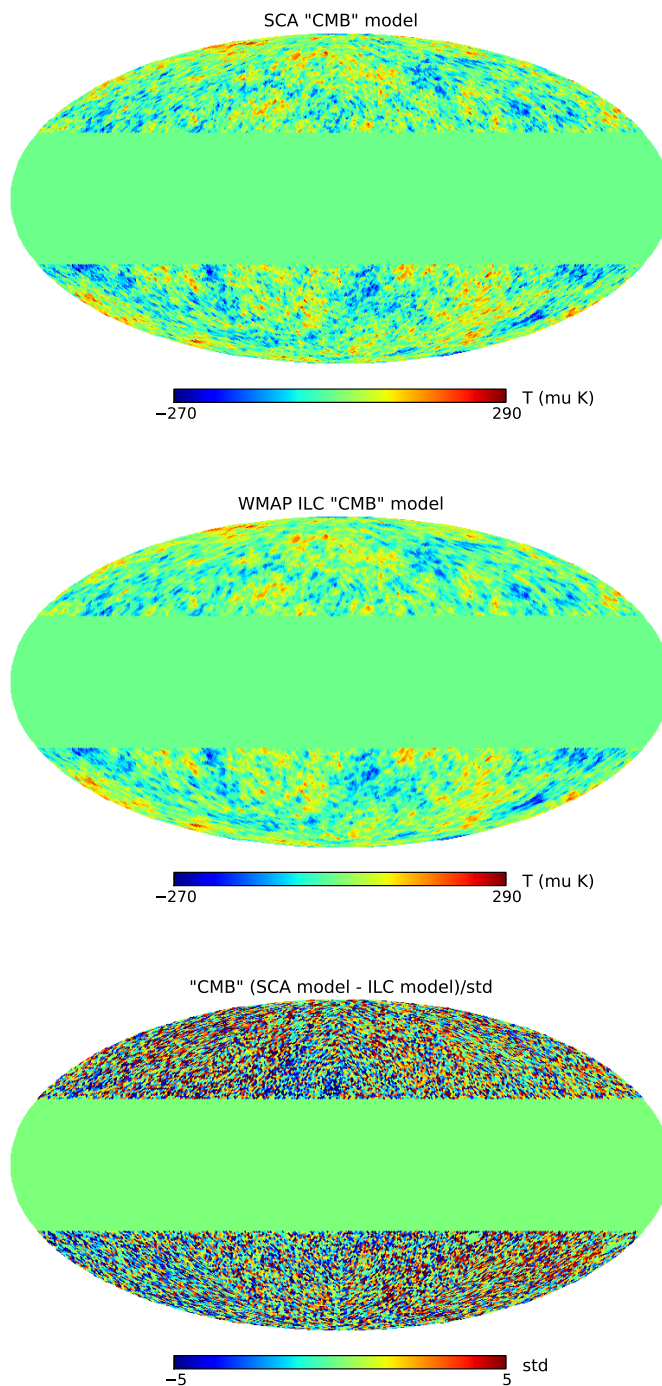 SCA "CMB" model
T (mu K)
−270 290
WMAP ILC "CMB" model
T (mu K)
−270 290
"CMB" (SCA model - ILC model)/std
std
−5 5